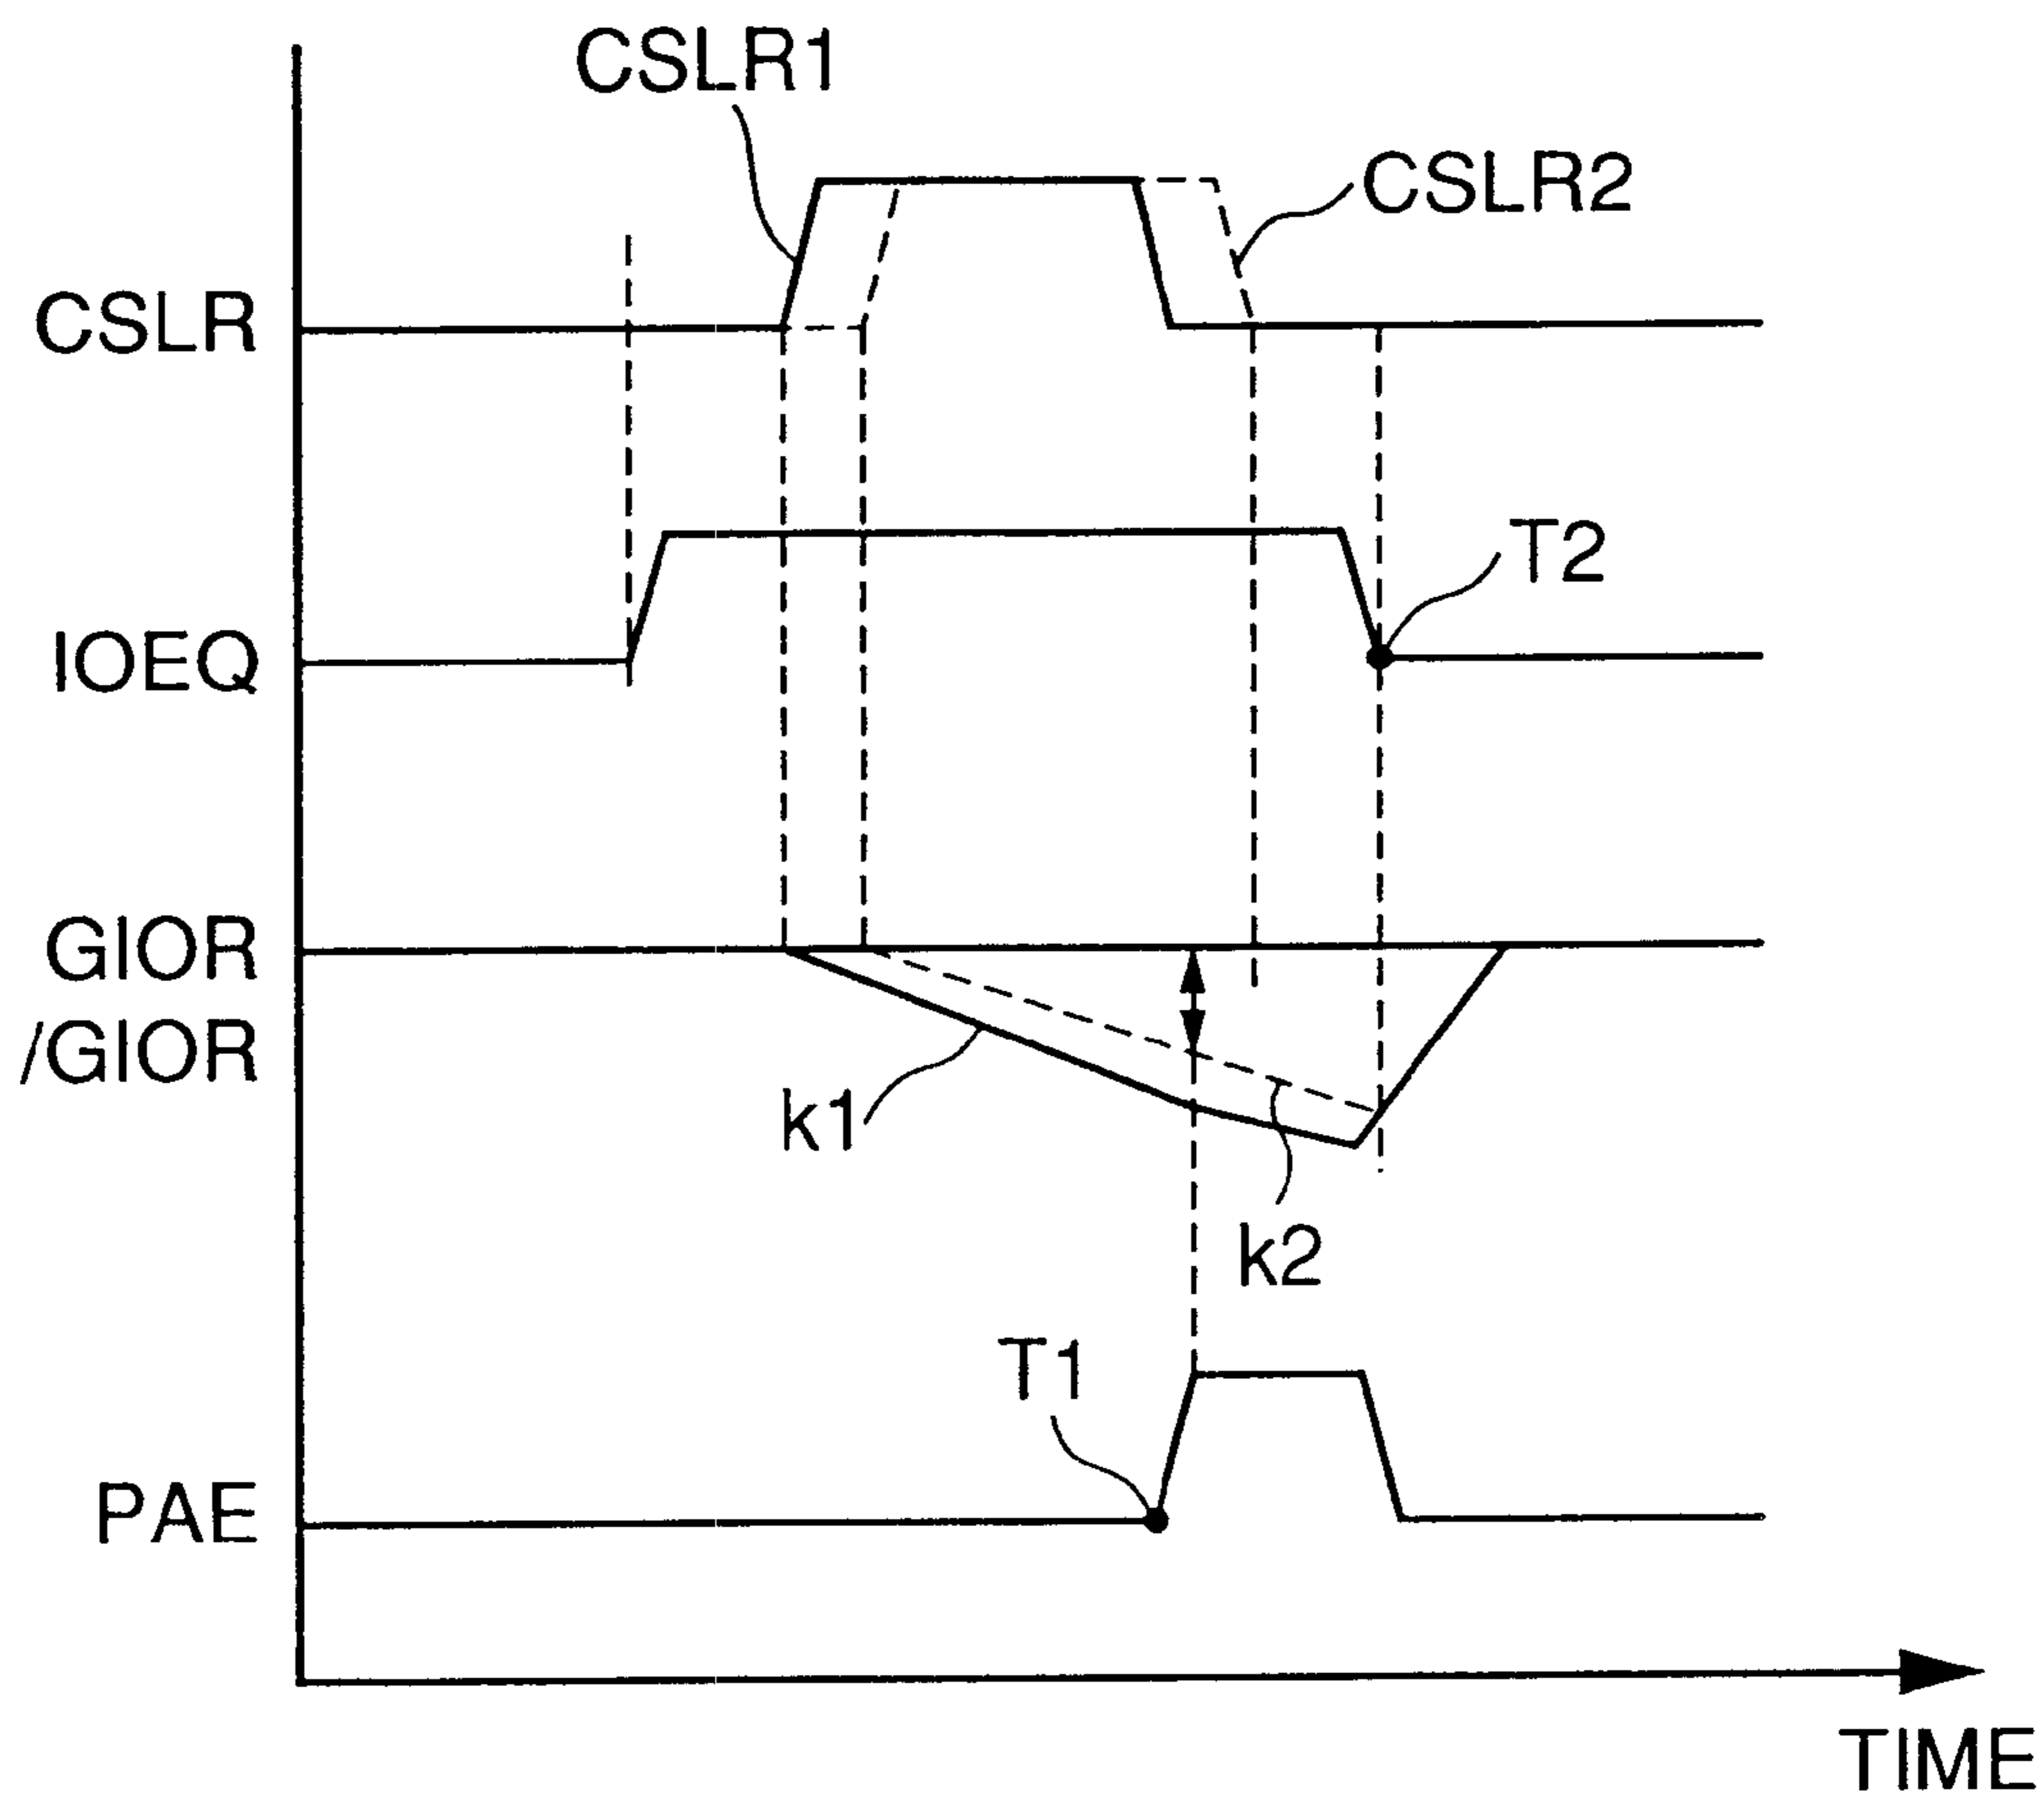 CSLR1
CSLR2
CSLR
T2
IOEQ
GIOR
/GIOR
k1
k2
T1
PAE
TIME